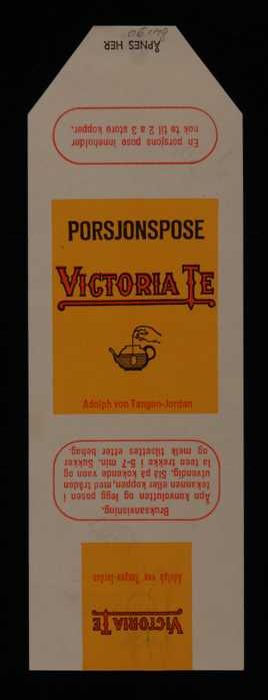 ÅPNES HER
En porsjons pose inneholder
nok te til 2 a 3 store kopper.
PORSJONSPOSE
VICTORIA TE
Adolph von Tangen-Jordan
Bruksanvisning.
Åpn konvolutten og legg posen i
tekannen eller koppen, med tråden
utvendig. Slå på kokende vann og
la teen trekke i 5-7 min. Sukker
og melk tilsettes etter behag.
VICTORIA TE
Adolph von Tangen-Jordan